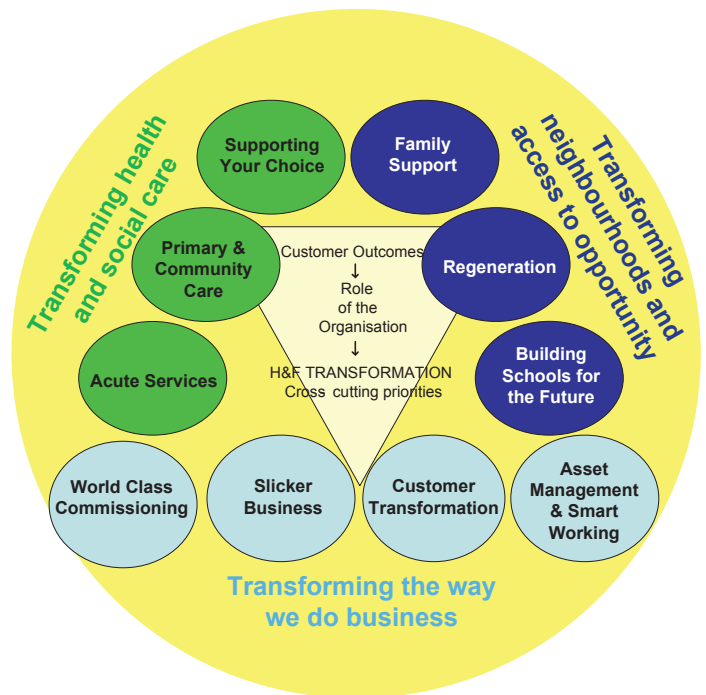 Transforming health
and social care
Supporting
Your Choice
Family
Support
Transforming
neighbourhoods and
access to opportunity
Primary &
Community
Care
Customer Outcomes
↓
Role
of the
Organisation
↓
H&F TRANSFORMATION
Cross cutting priorities
Regeneration
Acute Services
Building
Schools for
the Future
World Class
Commissioning
Slicker
Business
Customer
Transformation
Asset
Management
& Smart
Working
Transforming the way
we do business